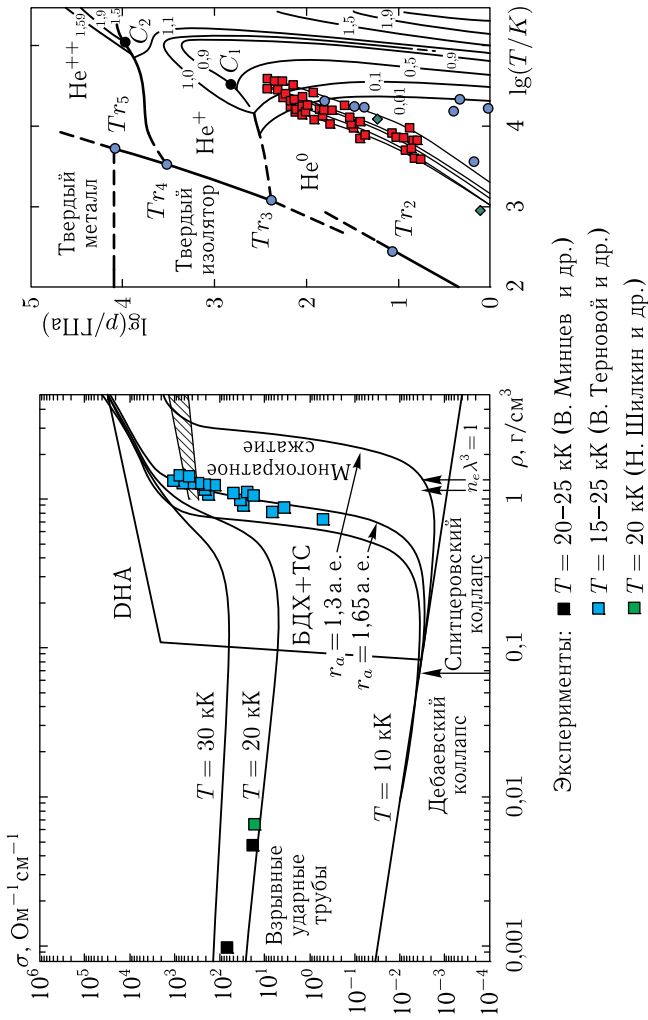 σ, Ом⁻¹см⁻¹
10⁶
10⁵
10⁴
10³
10²
10¹
10⁰
10⁻¹
10⁻²
10⁻³
10⁻⁴
0,001
0,01
0,1
1
ρ, г/см³
DHA
T = 30 кК
T = 20 кК
T = 10 кК
Взрывные
ударные
трубы
БДХ+ТС
rₐ = 1,3 а. е.
rₐ = 1,65 а. е.
Многократное
сжатие
Дебаевский
коллапс
Спитцеровский
коллапс
nₑλ³ = 1
lg(p/ГПа)
5
4
3
2
1
0
2
3
4
lg(T/K)
Твердый
металл
Твердый
изолятор
Tr₅
Tr₄
Tr₃
Tr₂
He⁺⁺
He⁺
He⁰
C₂
C₁
1,59
1,9
1,5
1,1
1,0
0,9
1,5
1,9
1,1
0,9
0,5
0,1
0,01
Эксперименты:
T = 20−25 кК (В. Минцев и др.)
T = 15−25 кК (В. Терновой и др.)
T = 20 кК (Н. Шилкин и др.)